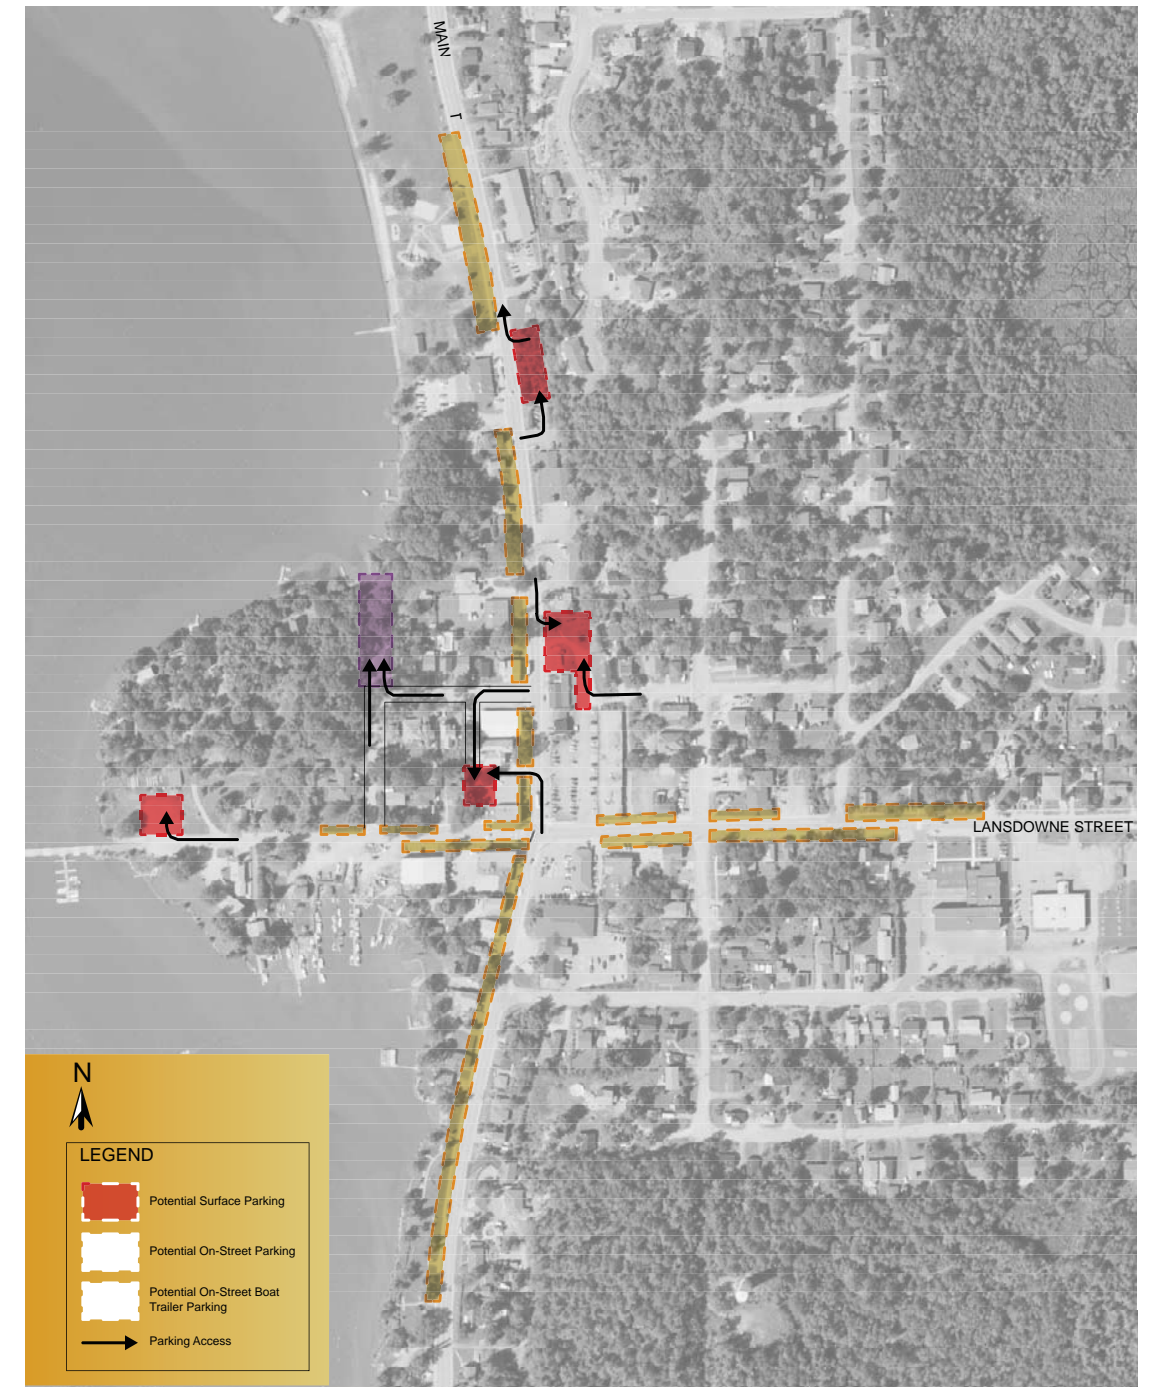 MAIN
T
LANSDOWNE STREET
N
LEGEND
Potential Surface Parking
Potential On-Street Parking
Potential On-Street Boat
Trailer Parking
Parking Access